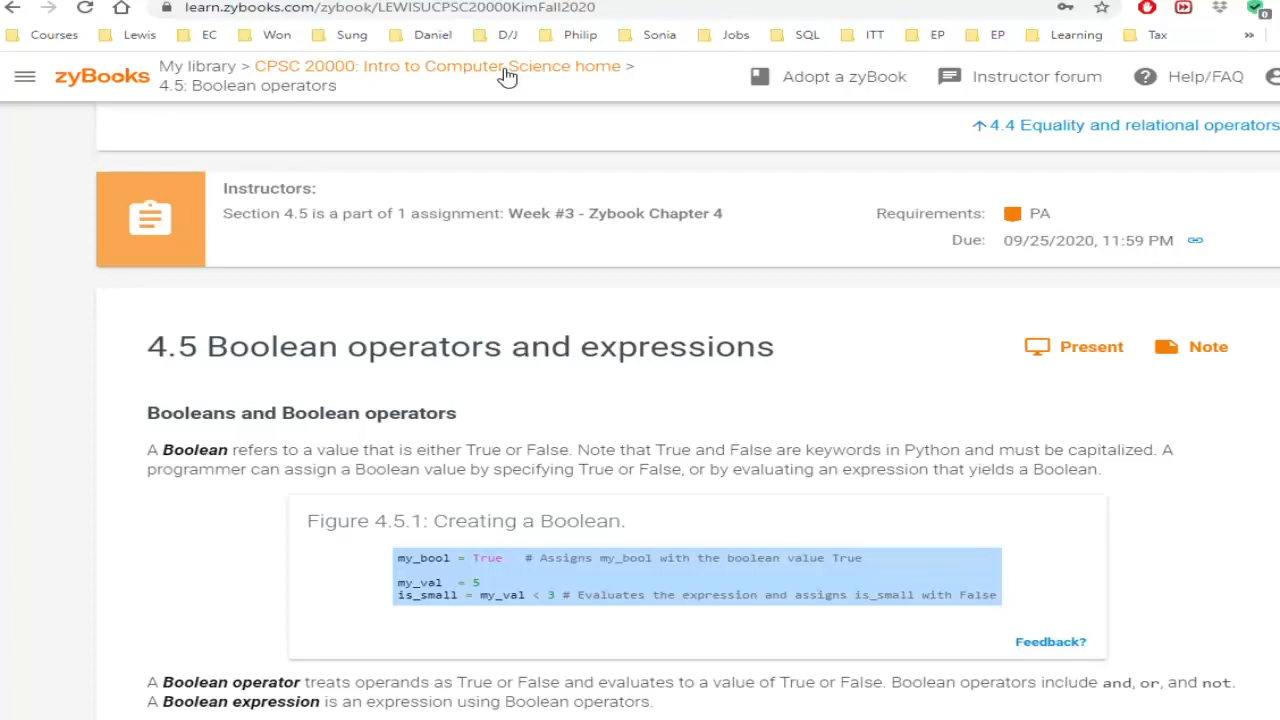 learn.zybooks.com/zybook/LEWISUCPSC20000KimFall2020
0
Courses Lewis EC Won Sung Daniel D/J Philip Sonia Jobs SQL ITT EP EP Learning Tax »
zyBooks My library > CPSC 20000: Intro to Computer Science home >
4.5: Boolean operators
Adopt a zyBook Instructor forum Help/FAQ
4.4 Equality and relational operators
Instructors:
Section 4.5 is a part of 1 assignment: Week #3 - Zybook Chapter 4
Requirements: PA
Due: 09/25/2020, 11:59 PM
4.5 Boolean operators and expressions
Present Note
Booleans and Boolean operators
A Boolean refers to a value that is either True or False. Note that True and False are keywords in Python and must be capitalized. A
programmer can assign a Boolean value by specifying True or False, or by evaluating an expression that yields a Boolean.
Figure 4.5.1: Creating a Boolean.
my_bool = True # Assigns my_bool with the boolean value True
my_val = 5
is_small = my_val < 3 # Evaluates the expression and assigns is_small with False
Feedback?
A Boolean operator treats operands as True or False and evaluates to a value of True or False. Boolean operators include and, or, and not.
A Boolean expression is an expression using Boolean operators.